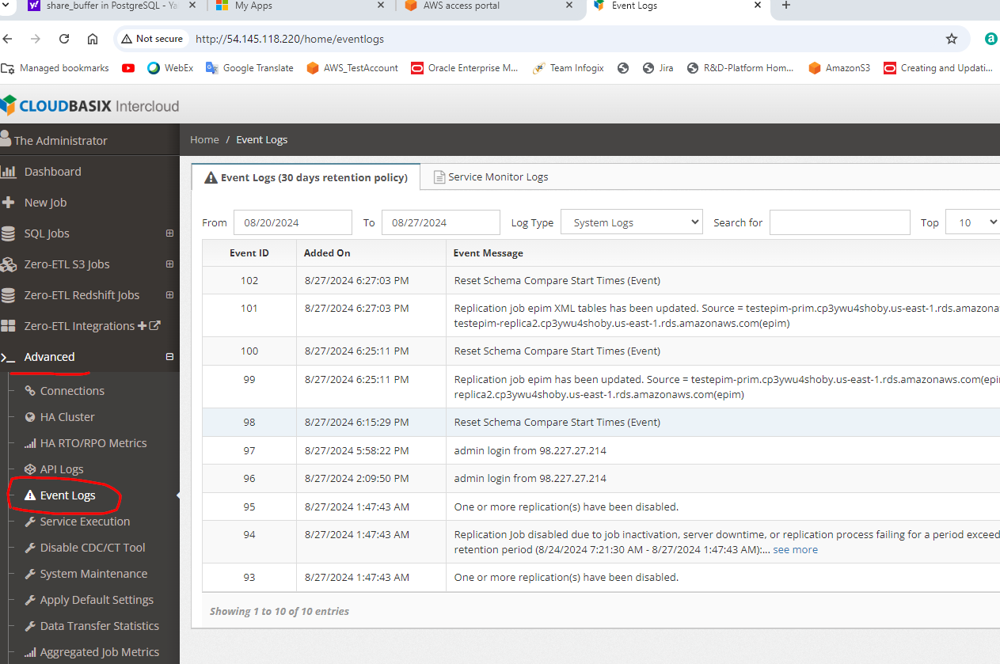 share_buffer in PostgreSQL - Ya
My Apps
AWS access portal
Event Logs
Not secure
http://54.145.118.220/home/eventlogs
Managed bookmarks
WebEx
Google Translate
AWS_TestAccount
Oracle Enterprise M...
Team Infogix
Jira
R&D-Platform Hom...
AmazonS3
Creating and Updati...
CLOUDBASIX Intercloud
The Administrator
Dashboard
New Job
SQL Jobs
Zero-ETL S3 Jobs
Zero-ETL Redshift Jobs
Zero-ETL Integrations
Advanced
Connections
HA Cluster
HA RTO/RPO Metrics
API Logs
Event Logs
Service Execution
Disable CDC/CT Tool
System Maintenance
Apply Default Settings
Data Transfer Statistics
Aggregated Job Metrics
Home / Event Logs
Event Logs (30 days retention policy)
Service Monitor Logs
From 08/20/2024 To 08/27/2024 Log Type System Logs Search for Top 10
Event ID Added On Event Message
102 8/27/2024 6:27:03 PM Reset Schema Compare Start Times (Event)
101 8/27/2024 6:27:03 PM Replication job epim XML tables has been updated. Source = testepim-prim.cp3ywu4shoby.us-east-1.rds.amazona
testepim-replica2.cp3ywu4shoby.us-east-1.rds.amazonaws.com(epim)
100 8/27/2024 6:25:11 PM Reset Schema Compare Start Times (Event)
99 8/27/2024 6:25:11 PM Replication job epim has been updated. Source = testepim-prim.cp3ywu4shoby.us-east-1.rds.amazonaws.com(epi
replica2.cp3ywu4shoby.us-east-1.rds.amazonaws.com(epim)
98 8/27/2024 6:15:29 PM Reset Schema Compare Start Times (Event)
97 8/27/2024 5:58:22 PM admin login from 98.227.27.214
96 8/27/2024 2:09:50 PM admin login from 98.227.27.214
95 8/27/2024 1:47:43 AM One or more replication(s) have been disabled.
94 8/27/2024 1:47:43 AM Replication Job disabled due to job inactivation, server downtime, or replication process failing for a period exceed
retention period (8/24/2024 7:21:30 AM - 8/27/2024 1:47:43 AM):... see more
93 8/27/2024 1:47:43 AM One or more replication(s) have been disabled.
Showing 1 to 10 of 10 entries